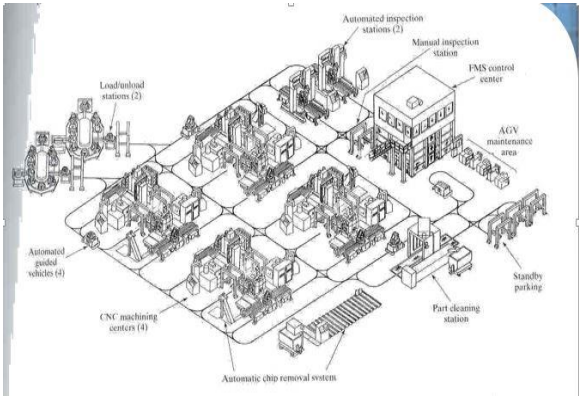 Automated inspection
stations (2)
Manual inspection
station
FMS control
center
Load/unload
stations (2)
AGV
maintenance
area
Automated
guided
vehicles (4)
Standby
parking
CNC machining
centers (4)
Part cleaning
station
Automatic chip removal system